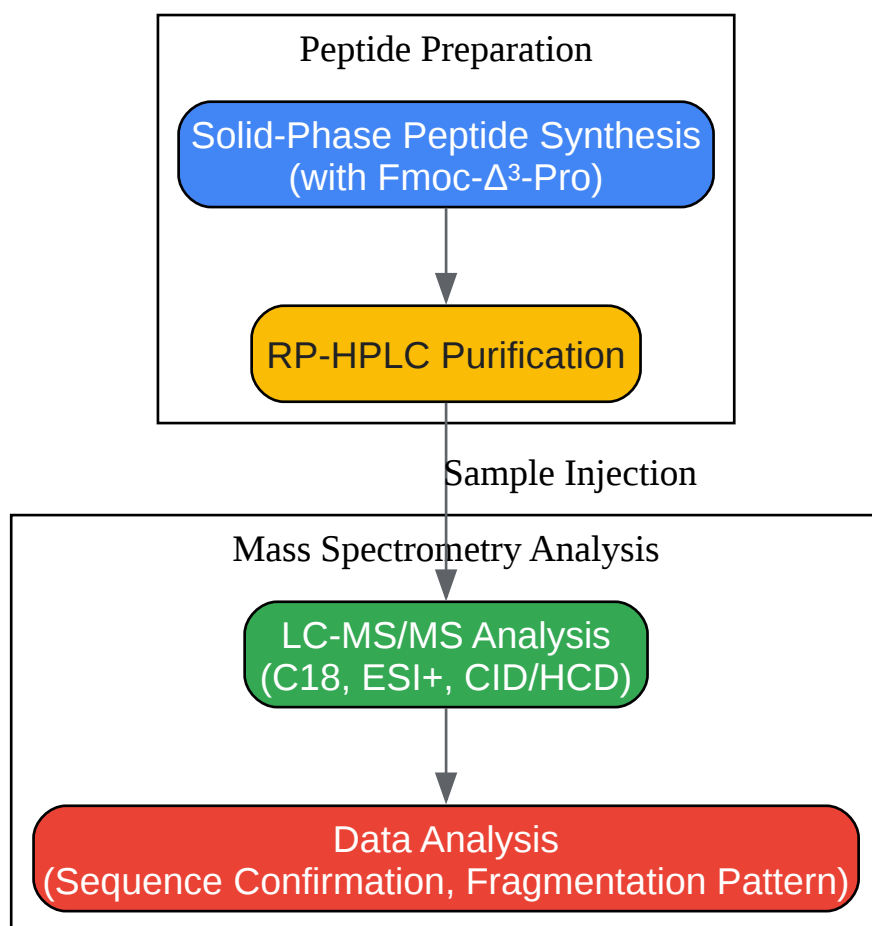 Peptide Preparation
Solid-Phase Peptide Synthesis
(with Fmoc-Δ³-Pro)
RP-HPLC Purification
Sample Injection
Mass Spectrometry Analysis
LC-MS/MS Analysis
(C18, ESI+, CID/HCD)
Data Analysis
(Sequence Confirmation, Fragmentation Pattern)